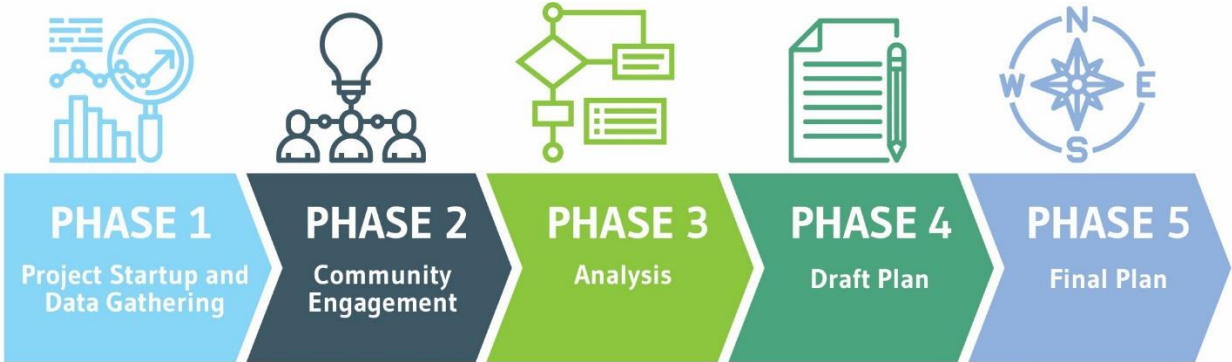 N
W E
S
PHASE 1
Project Startup and
Data Gathering
PHASE 2
Community
Engagement
PHASE 3
Analysis
PHASE 4
Draft Plan
PHASE 5
Final Plan